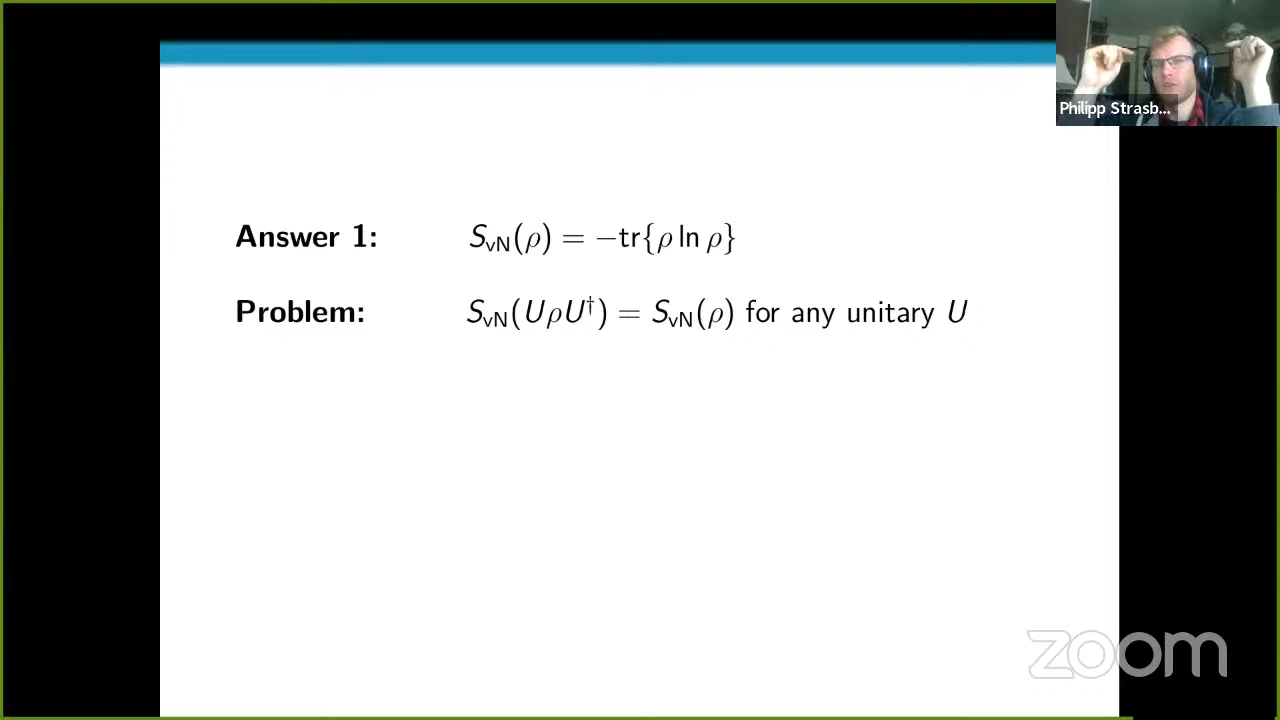 Philipp Strasb...
Answer 1: S_vN(ρ) = −tr{ρ ln ρ}
Problem: S_vN(UρU†) = S_vN(ρ) for any unitary U
zoom